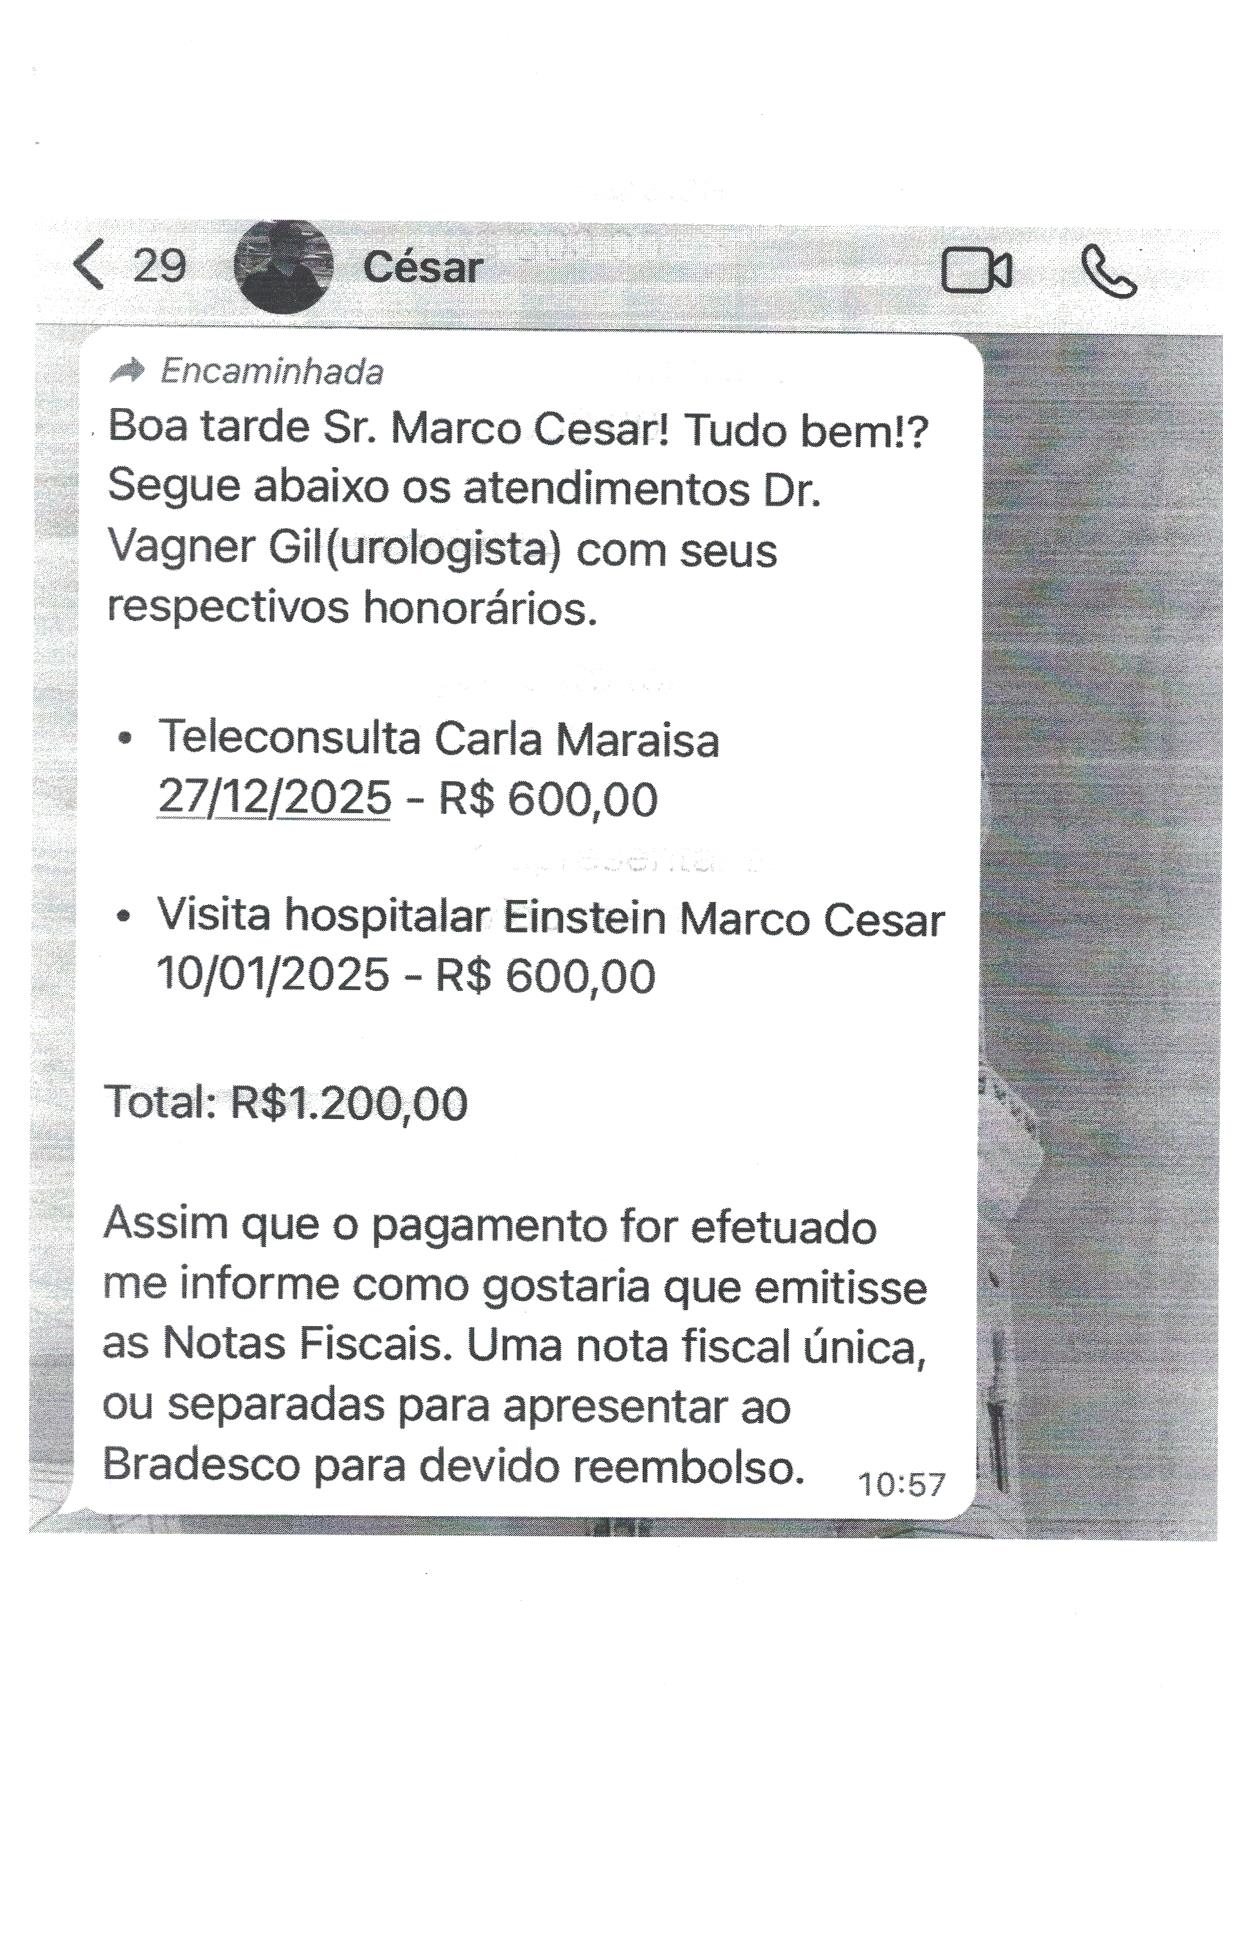 29 César
Encaminhada
Boa tarde Sr. Marco Cesar! Tudo bem!?
Segue abaixo os atendimentos Dr.
Vagner Gil(urologista) com seus
respectivos honorários.
• Teleconsulta Carla Maraisa
27/12/2025 - R$ 600,00
• Visita hospitalar Einstein Marco Cesar
10/01/2025 - R$ 600,00
Total: R$1.200,00
Assim que o pagamento for efetuado
me informe como gostaria que emitisse
as Notas Fiscais. Uma nota fiscal única,
ou separadas para apresentar ao
Bradesco para devido reembolso. 10:57